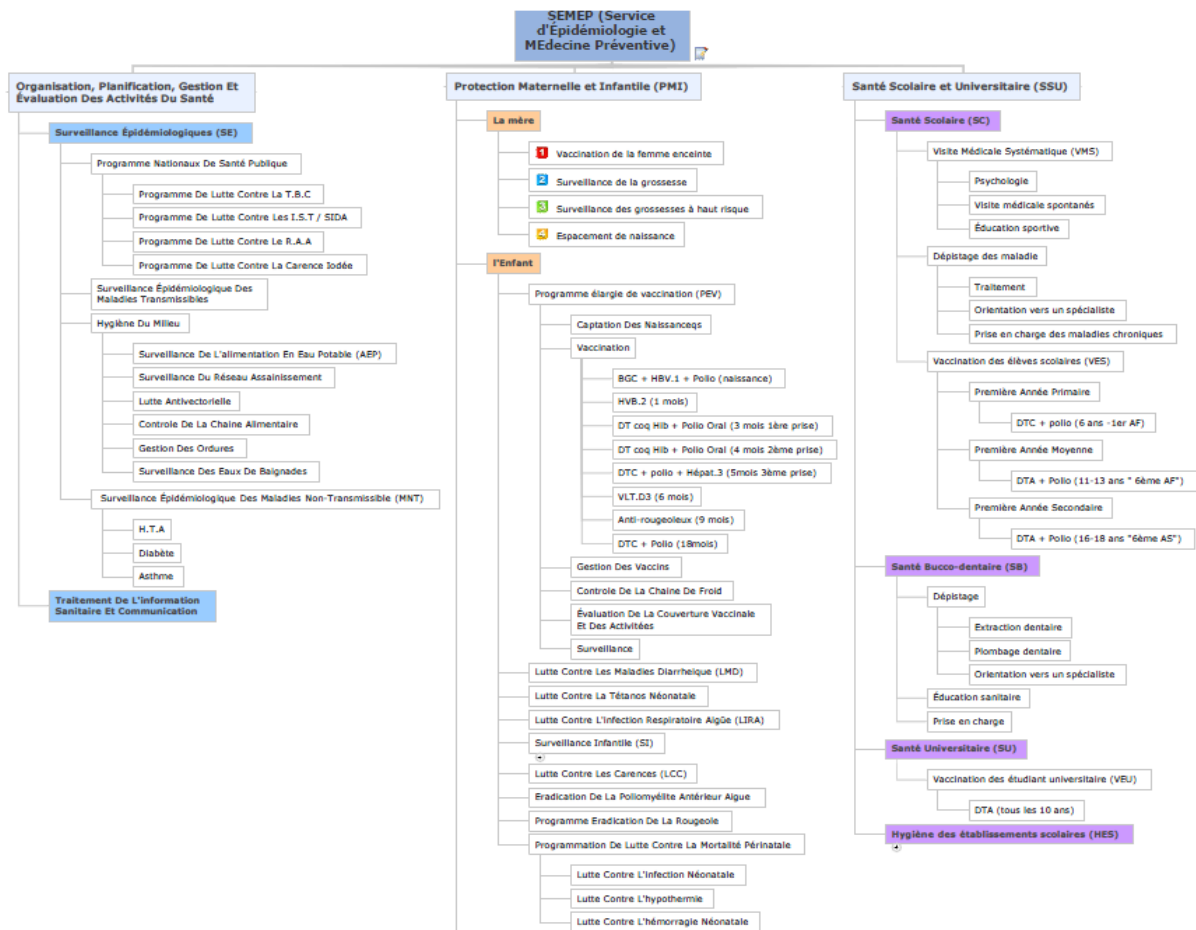 SEMEP (Service
d'Épidémiologie et
MEdecine Préventive)
Organisation, Planification, Gestion Et
Évaluation Des Activités Du Santé
Surveillance Épidémiologiques (SE)
Programme Nationaux De Santé Publique
Programme De Lutte Contre La T.B.C
Programme De Lutte Contre Les I.S.T / SIDA
Programme De Lutte Contre Le R.A.A
Programme De Lutte Contre La Carence Iodée
Surveillance Épidémiologique Des
Maladies Transmissibles
Hygiène Du Milieu
Surveillance De L'alimentation En Eau Potable (AEP)
Surveillance Du Réseau Assainissement
Lutte Antivectorielle
Controle De La Chaine Alimentaire
Gestion Des Ordures
Surveillance Des Eaux De Baignades
Surveillance Épidémiologique Des Maladies Non-Transmissible (MNT)
H.T.A
Diabète
Asthme
Traitement De L'information
Sanitaire Et Communication
Protection Maternelle et Infantile (PMI)
La mère
1 Vaccination de la femme enceinte
2 Surveillance de la grossesse
3 Surveillance des grossesses à haut risque
4 Espacement de naissance
l'Enfant
Programme élargie de vaccination (PEV)
Captation Des Naissanceqs
Vaccination
BGC + HBV.1 + Polio (naissance)
HVB.2 (1 mois)
DT coq Hib + Polio Oral (3 mois 1ère prise)
DT coq Hib + Polio Oral (4 mois 2ème prise)
DTC + polio + Hépat.3 (5mois 3ème prise)
VLT.D3 (6 mois)
Anti-rougeoleux (9 mois)
DTC + Polio (18mois)
Gestion Des Vaccins
Controle De La Chaine De Froid
Évaluation De La Couverture Vaccinale
Et Des Activitées
Surveillance
Lutte Contre Les Maladies Diarrheique (LMD)
Lutte Contre La Tétanos Néonatale
Lutte Contre L'infection Respiratoire Aigüe (LIRA)
Surveillance Infantile (SI)
Lutte Contre Les Carences (LCC)
Eradication De La Poliomyélite Antérieur Aigue
Programme Eradication De La Rougeole
Programmation De Lutte Contre La Mortalité Périnatale
Lutte Contre L'infection Néonatale
Lutte Contre L'hypothermie
Lutte Contre L'hémorragie Néonatale
Santé Scolaire et Universitaire (SSU)
Santé Scolaire (SC)
Visite Médicale Systématique (VMS)
Psychologie
Visite médicale spontanés
Éducation sportive
Dépistage des maladie
Traitement
Orientation vers un spécialiste
Prise en charge des maladies chroniques
Vaccination des élèves scolaires (VES)
Première Année Primaire
DTC + polio (6 ans -1er AF)
Première Année Moyenne
DTA + Polio (11-13 ans " 6ème AF")
Première Année Secondaire
DTA + Polio (16-18 ans "6ème AS")
Santé Bucco-dentaire (SB)
Dépistage
Extraction dentaire
Plombage dentaire
Orientation vers un spécialiste
Éducation sanitaire
Prise en charge
Santé Universitaire (SU)
Vaccination des étudiant universitaire (VEU)
DTA (tous les 10 ans)
Hygiène des établissements scolaires (HES)